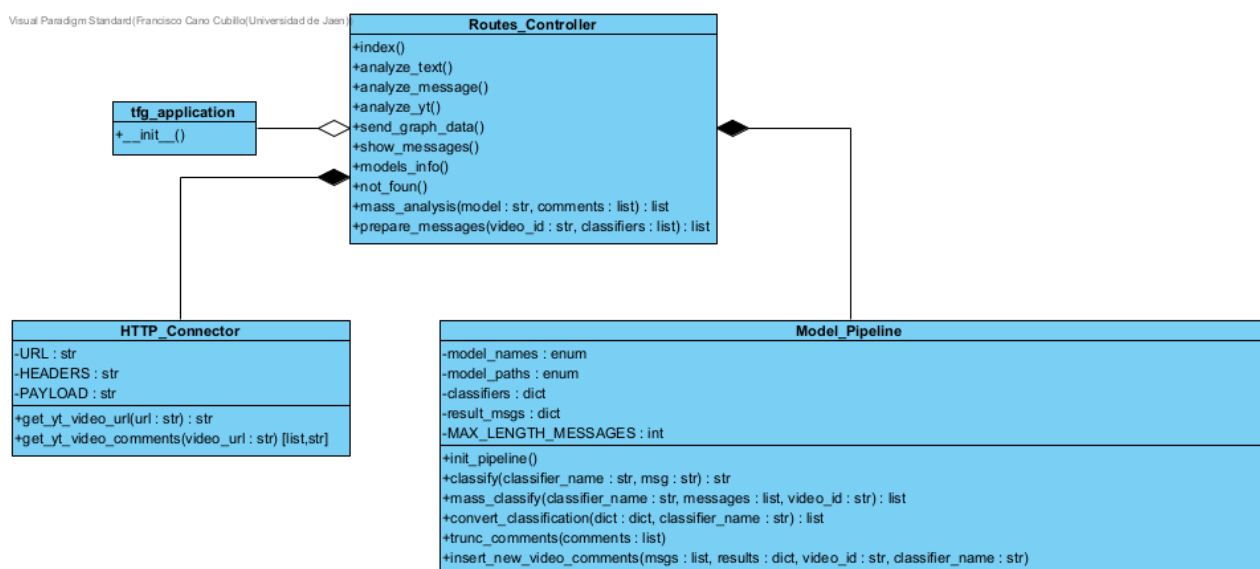 Visual Paradigm Standard(Francisco Cano Cubillo(Universidad de Jaen))
Routes_Controller
+index()
+analyze_text()
+analyze_message()
+analyze_yt()
+send_graph_data()
+show_messages()
+models_info()
+not_foun()
+mass_analysis(model : str, comments : list) : list
+prepare_messages(video_id : str, classifiers : list) : list
tfg_application
+__init__()
HTTP_Connector
-URL : str
-HEADERS : str
-PAYLOAD : str
+get_yt_video_url(url : str) : str
+get_yt_video_comments(video_url : str) [list,str]
Model_Pipeline
-model_names : enum
-model_paths : enum
-classifiers : dict
-result_msgs : dict
-MAX_LENGTH_MESSAGES : int
+init_pipeline()
+classify(classifier_name : str, msg : str) : str
+mass_classify(classifier_name : str, messages : list, video_id : str) : list
+convert_classification(dict : dict, classifier_name : str) : list
+trunc_comments(comments : list)
+insert_new_video_comments(msgs : list, results : dict, video_id : str, classifier_name : str)